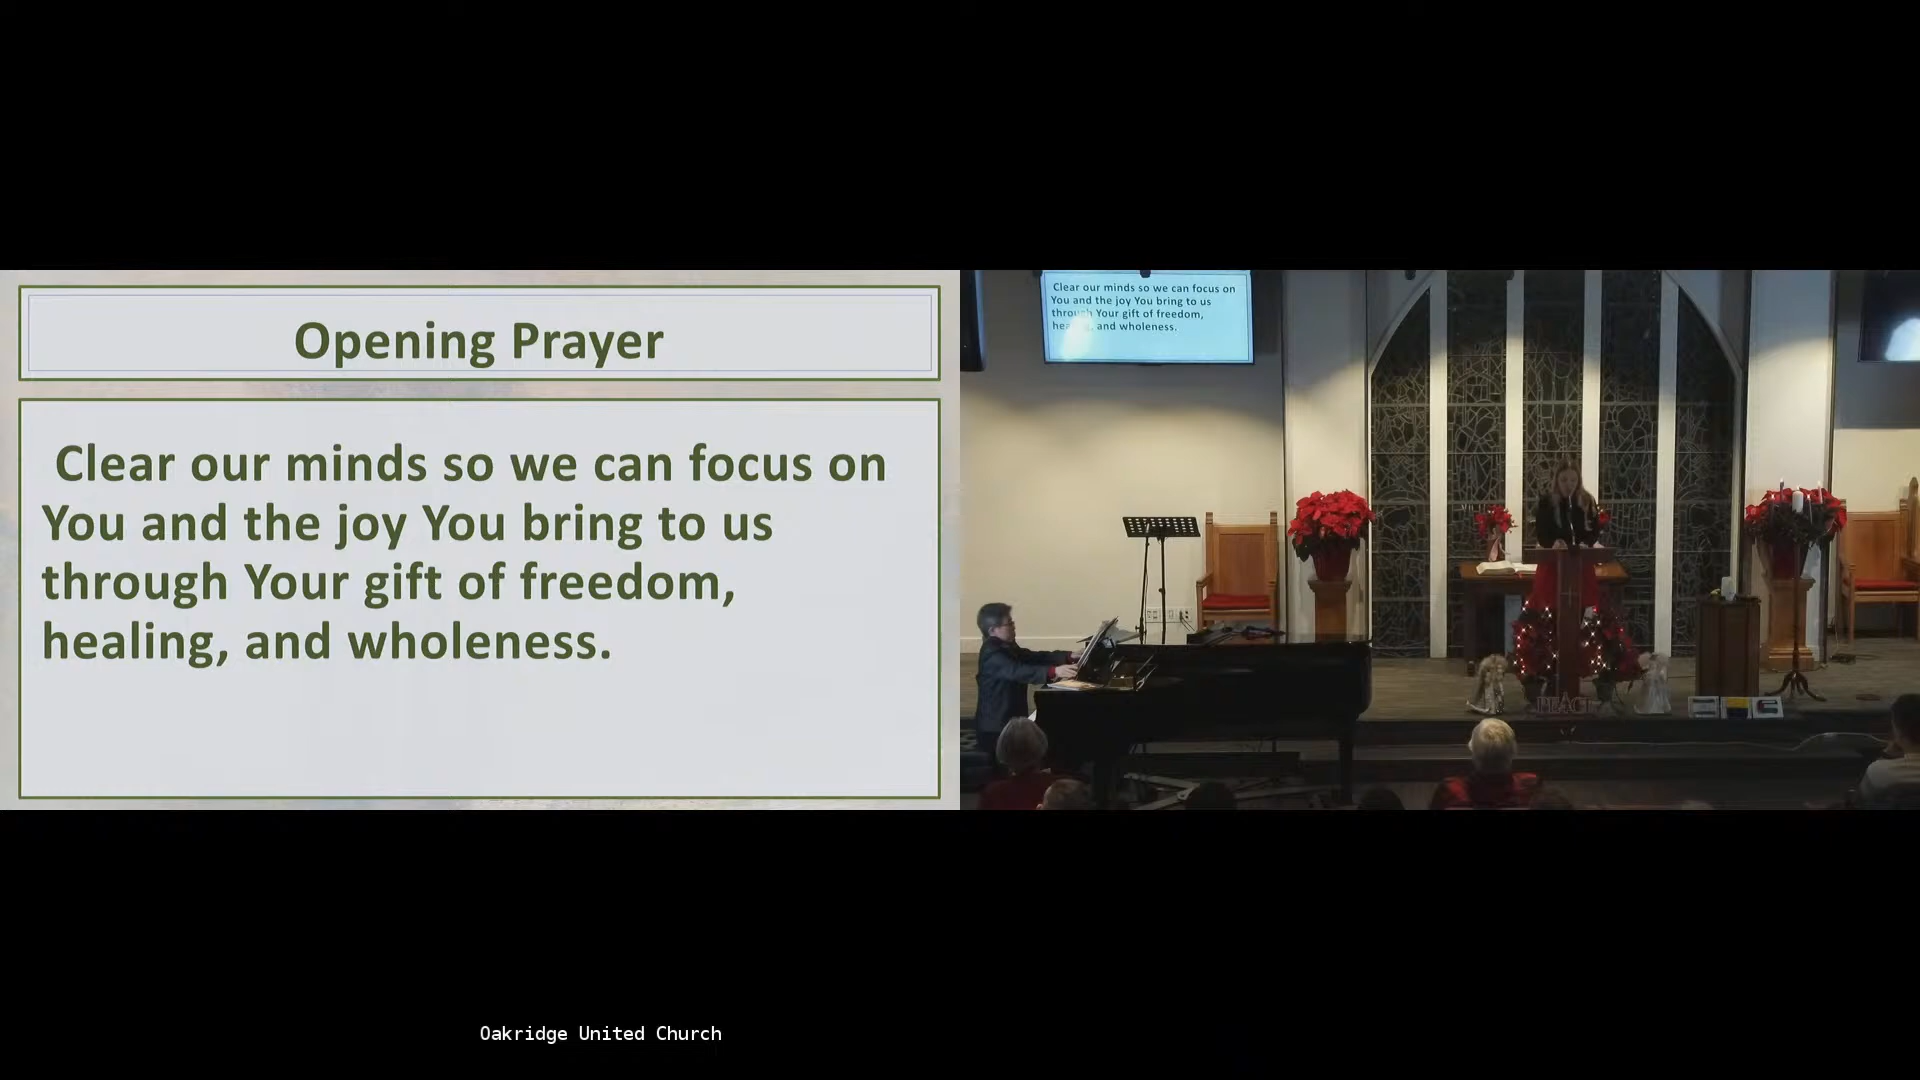 Opening Prayer
Clear our minds so we can focus on
You and the joy You bring to us
through Your gift of freedom,
healing, and wholeness.
Clear our minds so we can focus on
You and the joy You bring to us
through Your gift of freedom,
and wholeness.
PEACE
Oakridge United Church